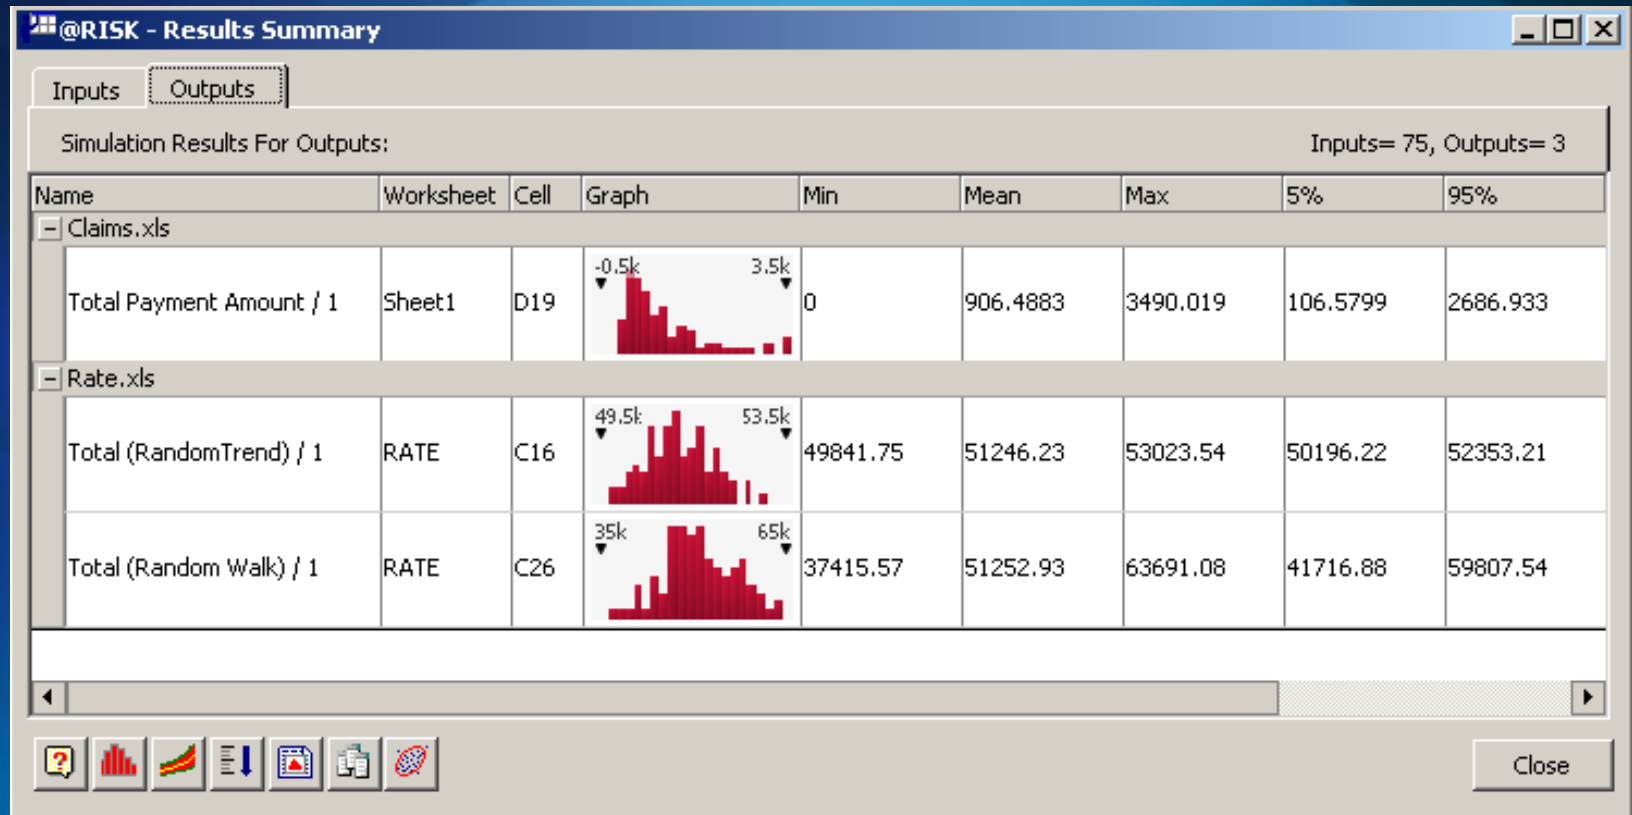 @RISK - Results Summary
Inputs Outputs
Simulation Results For Outputs: Inputs= 75, Outputs= 3
Name Worksheet Cell Graph Min Mean Max 5% 95%
Claims.xls
-0.5k 3.5k
Total Payment Amount / 1 Sheet1 D19 0 906.4883 3490.019 106.5799 2686.933
Rate.xls
49.5k 53.5k
Total (RandomTrend) / 1 RATE C16 49841.75 51246.23 53023.54 50196.22 52353.21
35k 65k
Total (Random Walk) / 1 RATE C26 37415.57 51252.93 63691.08 41716.88 59807.54
Close